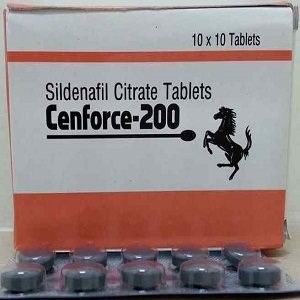 10 x 10 Tablets
Sildenafil Citrate Tablets
Cenforce-200